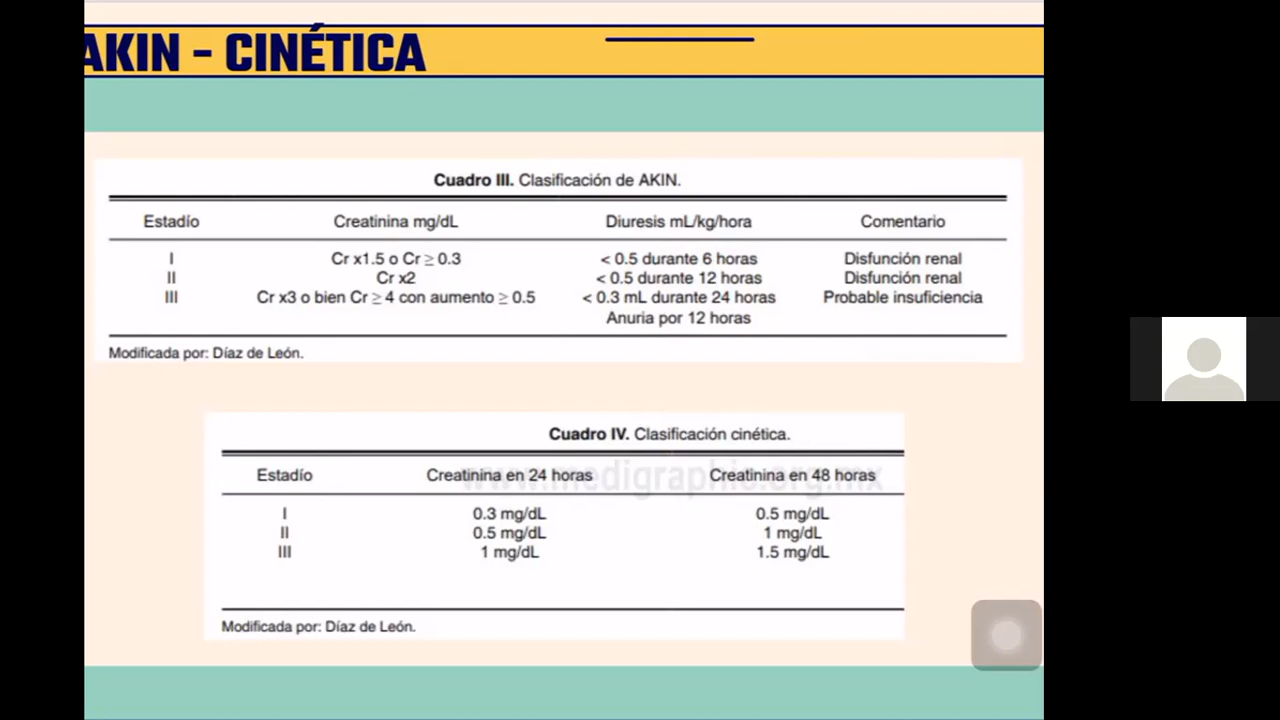 AKIN - CINÉTICA
Cuadro III. Clasificación de AKIN.
Estadío Creatinina mg/dL Diuresis mL/kg/hora Comentario
I Cr x1.5 o Cr ≥ 0.3 < 0.5 durante 6 horas Disfunción renal
II Cr x2 < 0.5 durante 12 horas Disfunción renal
III Cr x3 o bien Cr ≥ 4 con aumento ≥ 0.5 < 0.3 mL durante 24 horas Probable insuficiencia
Anuria por 12 horas
Modificada por: Díaz de León.
Cuadro IV. Clasificación cinética.
www.medigraphic.org.mx
Estadío Creatinina en 24 horas Creatinina en 48 horas
I 0.3 mg/dL 0.5 mg/dL
II 0.5 mg/dL 1 mg/dL
III 1 mg/dL 1.5 mg/dL
Modificada por: Díaz de León.